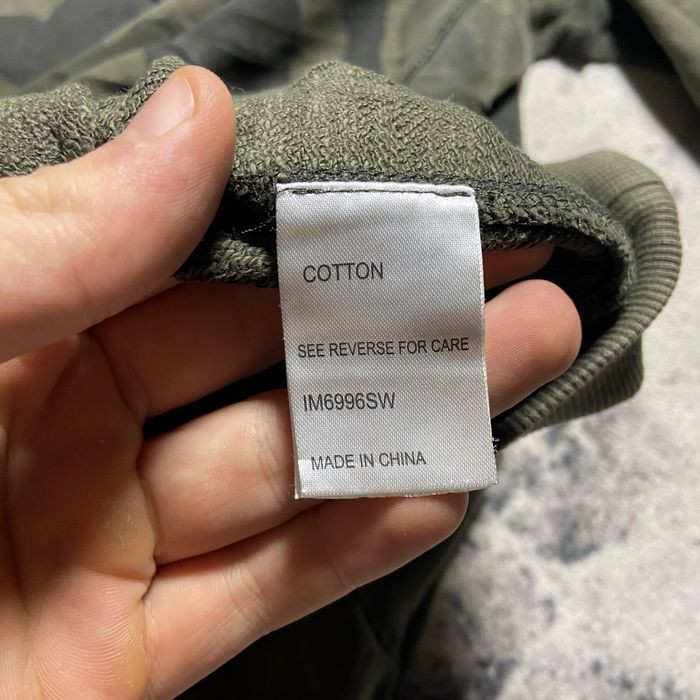 COTTON
SEE REVERSE FOR CARE
IM6996SW
MADE IN CHINA